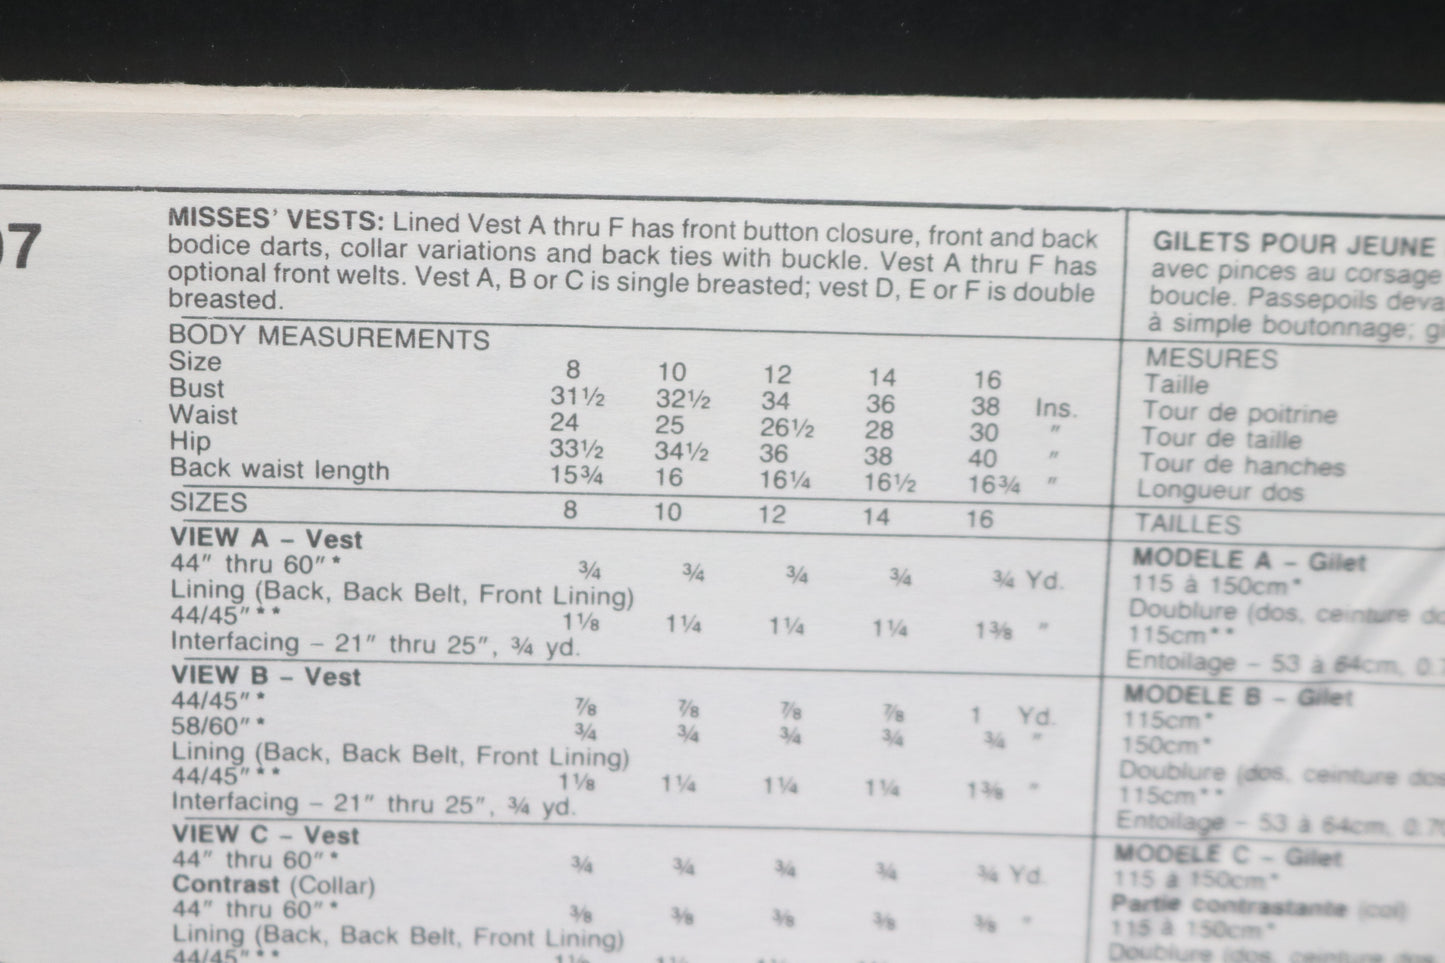 07
MISSES' VESTS: Lined Vest A thru F has front button closure, front and back
bodice darts, collar variations and back ties with buckle. Vest A thru F has
optional front welts. Vest A, B or C is single breasted; vest D, E or F is double
breasted.
BODY MEASUREMENTS
Size 8 10 12 14 16
Bust 31½ 32½ 34 36 38 Ins.
Waist 24 25 26½ 28 30 "
Hip 33½ 34½ 36 38 40 "
Back waist length 15¾ 16 16¼ 16½ 16¾ "
SIZES 8 10 12 14 16
VIEW A – Vest
44" thru 60"* ¾ ¾ ¾ ¾ ¾ Yd.
Lining (Back, Back Belt, Front Lining)
44/45"** 1⅛ 1¼ 1¼ 1¼ 1⅜ "
Interfacing – 21" thru 25", ¾ yd.
VIEW B – Vest
44/45"* ⅞ ⅞ ⅞ ⅞ 1 Yd.
58/60"* ¾ ¾ ¾ ¾ ¾ "
Lining (Back, Back Belt, Front Lining)
44/45"** 1⅛ 1¼ 1¼ 1¼ 1⅜ "
Interfacing – 21" thru 25", ¾ yd.
VIEW C – Vest
44" thru 60"* ¾ ¾ ¾ ¾ ¾ Yd.
Contrast (Collar)
44" thru 60"* ⅜ ⅜ ⅜ ⅜ ⅜ "
Lining (Back, Back Belt, Front Lining)
44/45"**
GILETS POUR JEUNE
avec pinces au corsage
boucle. Passepoils deva
à simple boutonnage; gi
MESURES
Taille
Tour de poitrine
Tour de taille
Tour de hanches
Longueur dos
TAILLES
MODELE A – Gilet
115 à 150cm*
Doublure (dos, ceinture do
115cm**
Entoilage – 53 à 64cm, 0.7
MODELE B – Gilet
115cm*
150cm*
Doublure (dos, ceinture dos
115cm**
Entoilage – 53 à 64cm, 0.70
MODELE C – Gilet
115 à 150cm*
Partie contrastante (col)
115 à 150cm*
Doublure (dos, ceinture dos